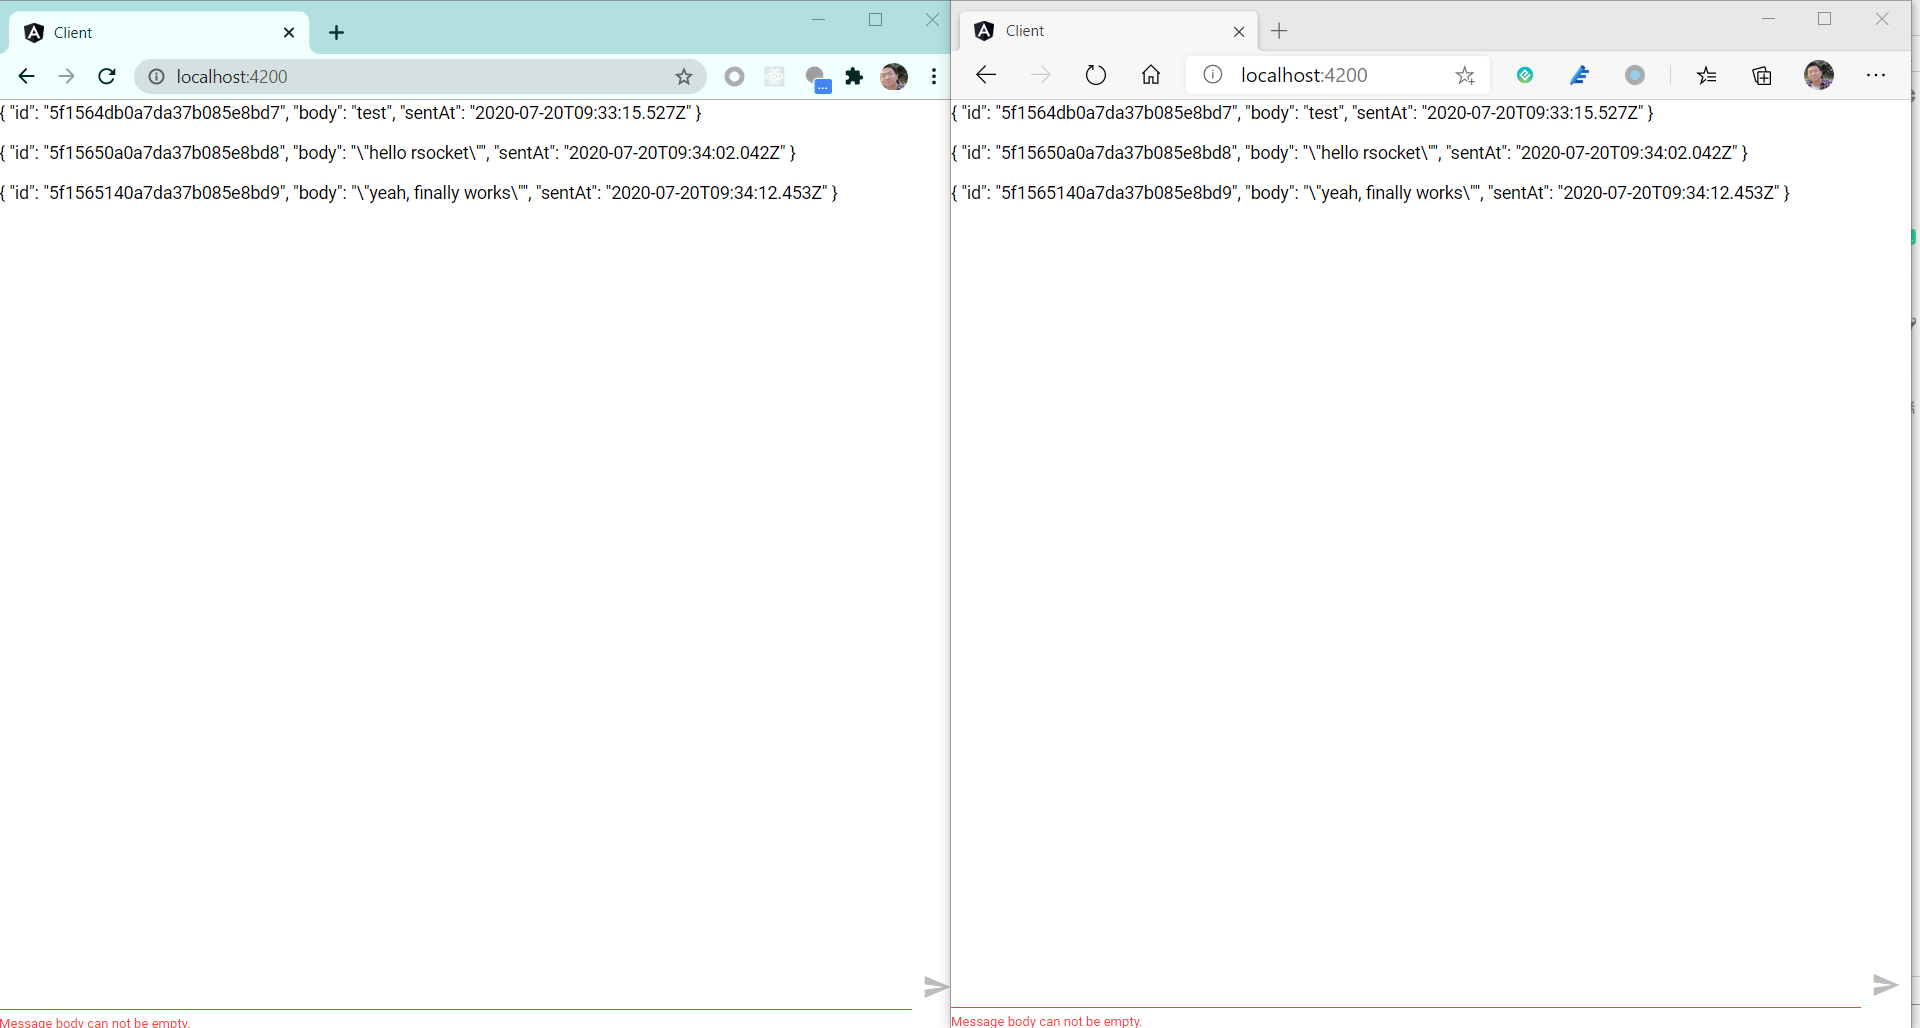 Client
localhost:4200
{ "id": "5f1564db0a7da37b085e8bd7", "body": "test", "sentAt": "2020-07-20T09:33:15.527Z" }
{ "id": "5f15650a0a7da37b085e8bd8", "body": "\"hello rsocket\"", "sentAt": "2020-07-20T09:34:02.042Z" }
{ "id": "5f1565140a7da37b085e8bd9", "body": "\"yeah, finally works\"", "sentAt": "2020-07-20T09:34:12.453Z" }
Message body can not be empty.
Client
localhost:4200
{ "id": "5f1564db0a7da37b085e8bd7", "body": "test", "sentAt": "2020-07-20T09:33:15.527Z" }
{ "id": "5f15650a0a7da37b085e8bd8", "body": "\"hello rsocket\"", "sentAt": "2020-07-20T09:34:02.042Z" }
{ "id": "5f1565140a7da37b085e8bd9", "body": "\"yeah, finally works\"", "sentAt": "2020-07-20T09:34:12.453Z" }
Message body can not be empty.